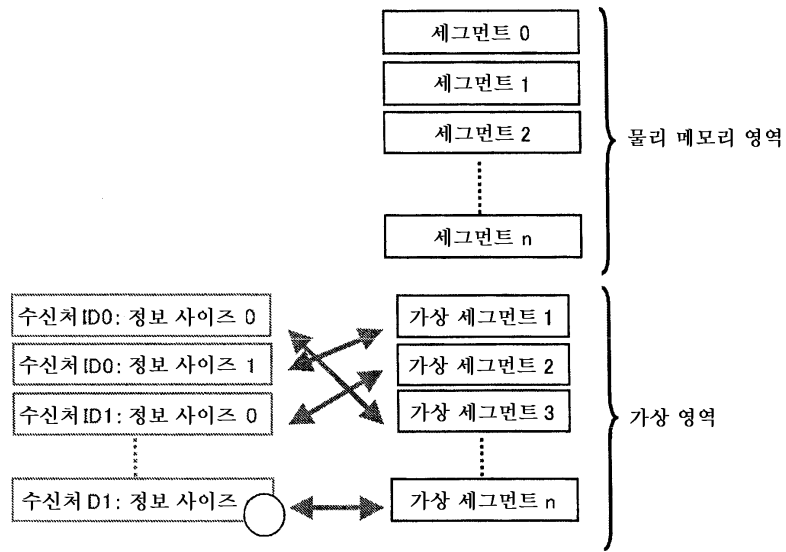 세그먼트 0
세그먼트 1
세그먼트 2
물리 메모리 영역
세그먼트 n
수신처 ID0: 정보 사이즈 0
가상 세그먼트 1
수신처 ID0: 정보 사이즈 1
가상 세그먼트 2
수신처 ID1: 정보 사이즈 0
가상 세그먼트 3
가상 영역
수신처 D1: 정보 사이즈
가상 세그먼트 n